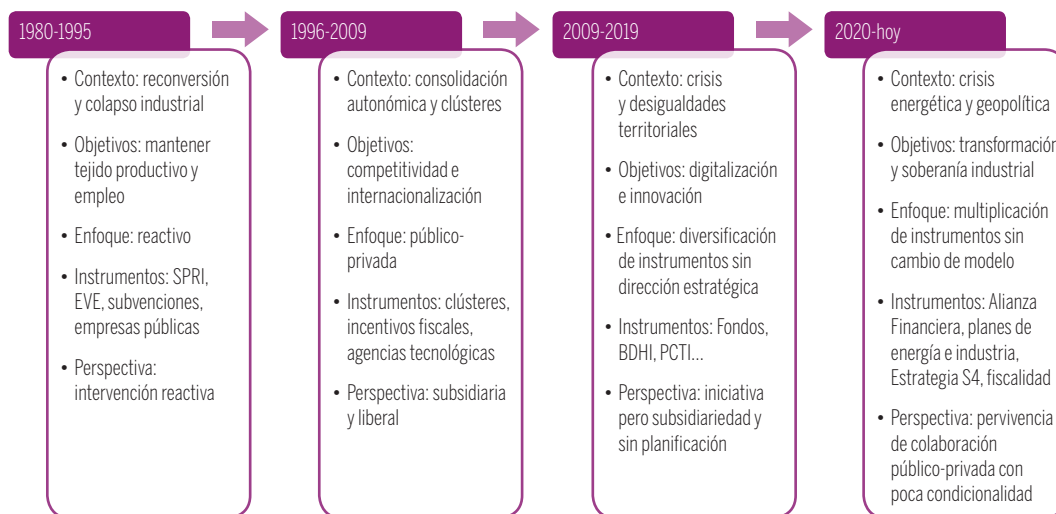 1980-1995
• Contexto: reconversión
y colapso industrial
• Objetivos: mantener
tejido productivo y
empleo
• Enfoque: reactivo
• Instrumentos: SPRI,
EVE, subvenciones,
empresas públicas
• Perspectiva:
intervención reactiva
1996-2009
• Contexto: consolidación
autonómica y clústeres
• Objetivos:
competitividad e
internacionalización
• Enfoque: público-
privada
• Instrumentos: clústeres,
incentivos fiscales,
agencias tecnológicas
• Perspectiva: subsidiaria
y liberal
2009-2019
• Contexto: crisis
y desigualdades
territoriales
• Objetivos: digitalización
e innovación
• Enfoque: diversificación
de instrumentos sin
dirección estratégica
• Instrumentos: Fondos,
BDHI, PCTI...
• Perspectiva: iniciativa
pero subsidiariedad y
sin planificación
2020-hoy
• Contexto: crisis
energética y geopolítica
• Objetivos: transformación
y soberanía industrial
• Enfoque: multiplicación
de instrumentos sin
cambio de modelo
• Instrumentos: Alianza
Financiera, planes de
energía e industria,
Estrategia S4, fiscalidad
• Perspectiva: pervivencia
de colaboración
público-privada con
poca condicionalidad